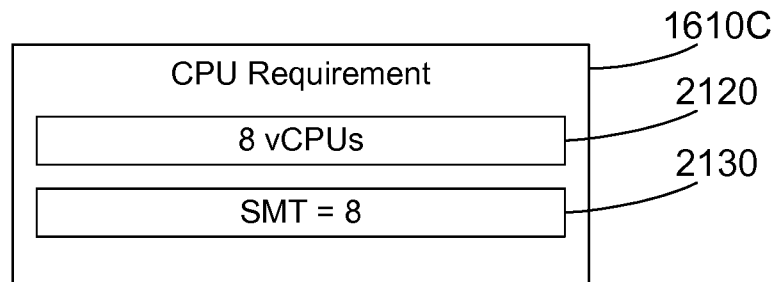 1610C
CPU Requirement
2120
8 vCPUs
2130
SMT = 8